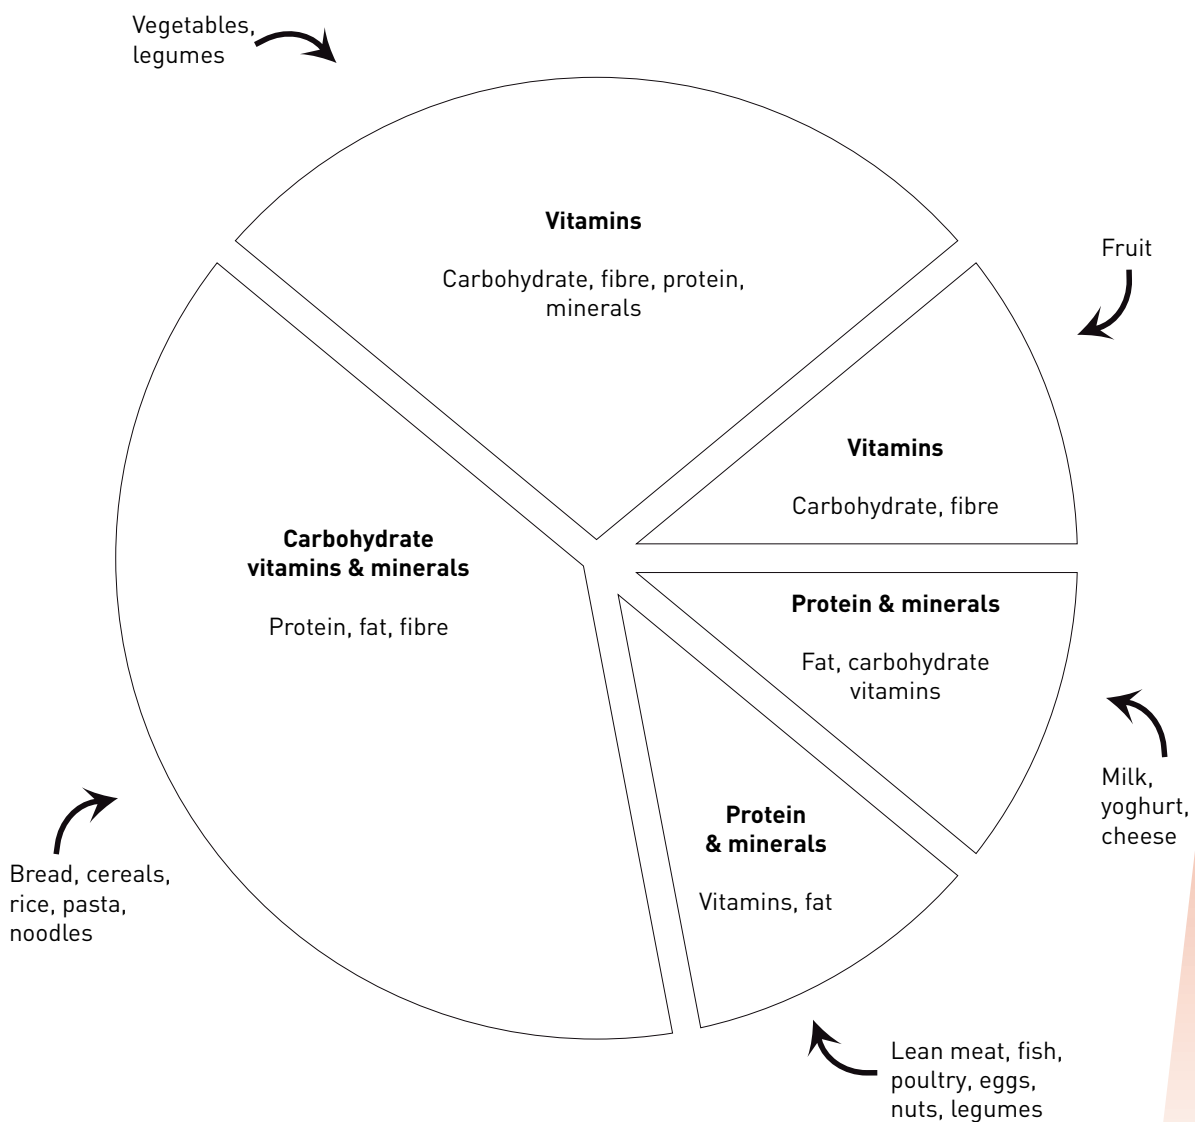 Vegetables,
legumes
Vitamins
Carbohydrate, fibre, protein,
minerals
Fruit
Vitamins
Carbohydrate, fibre
Carbohydrate
vitamins & minerals
Protein, fat, fibre
Protein & minerals
Fat, carbohydrate
vitamins
Milk,
yoghurt,
cheese
Protein
& minerals
Vitamins, fat
Bread, cereals,
rice, pasta,
noodles
Lean meat, fish,
poultry, eggs,
nuts, legumes